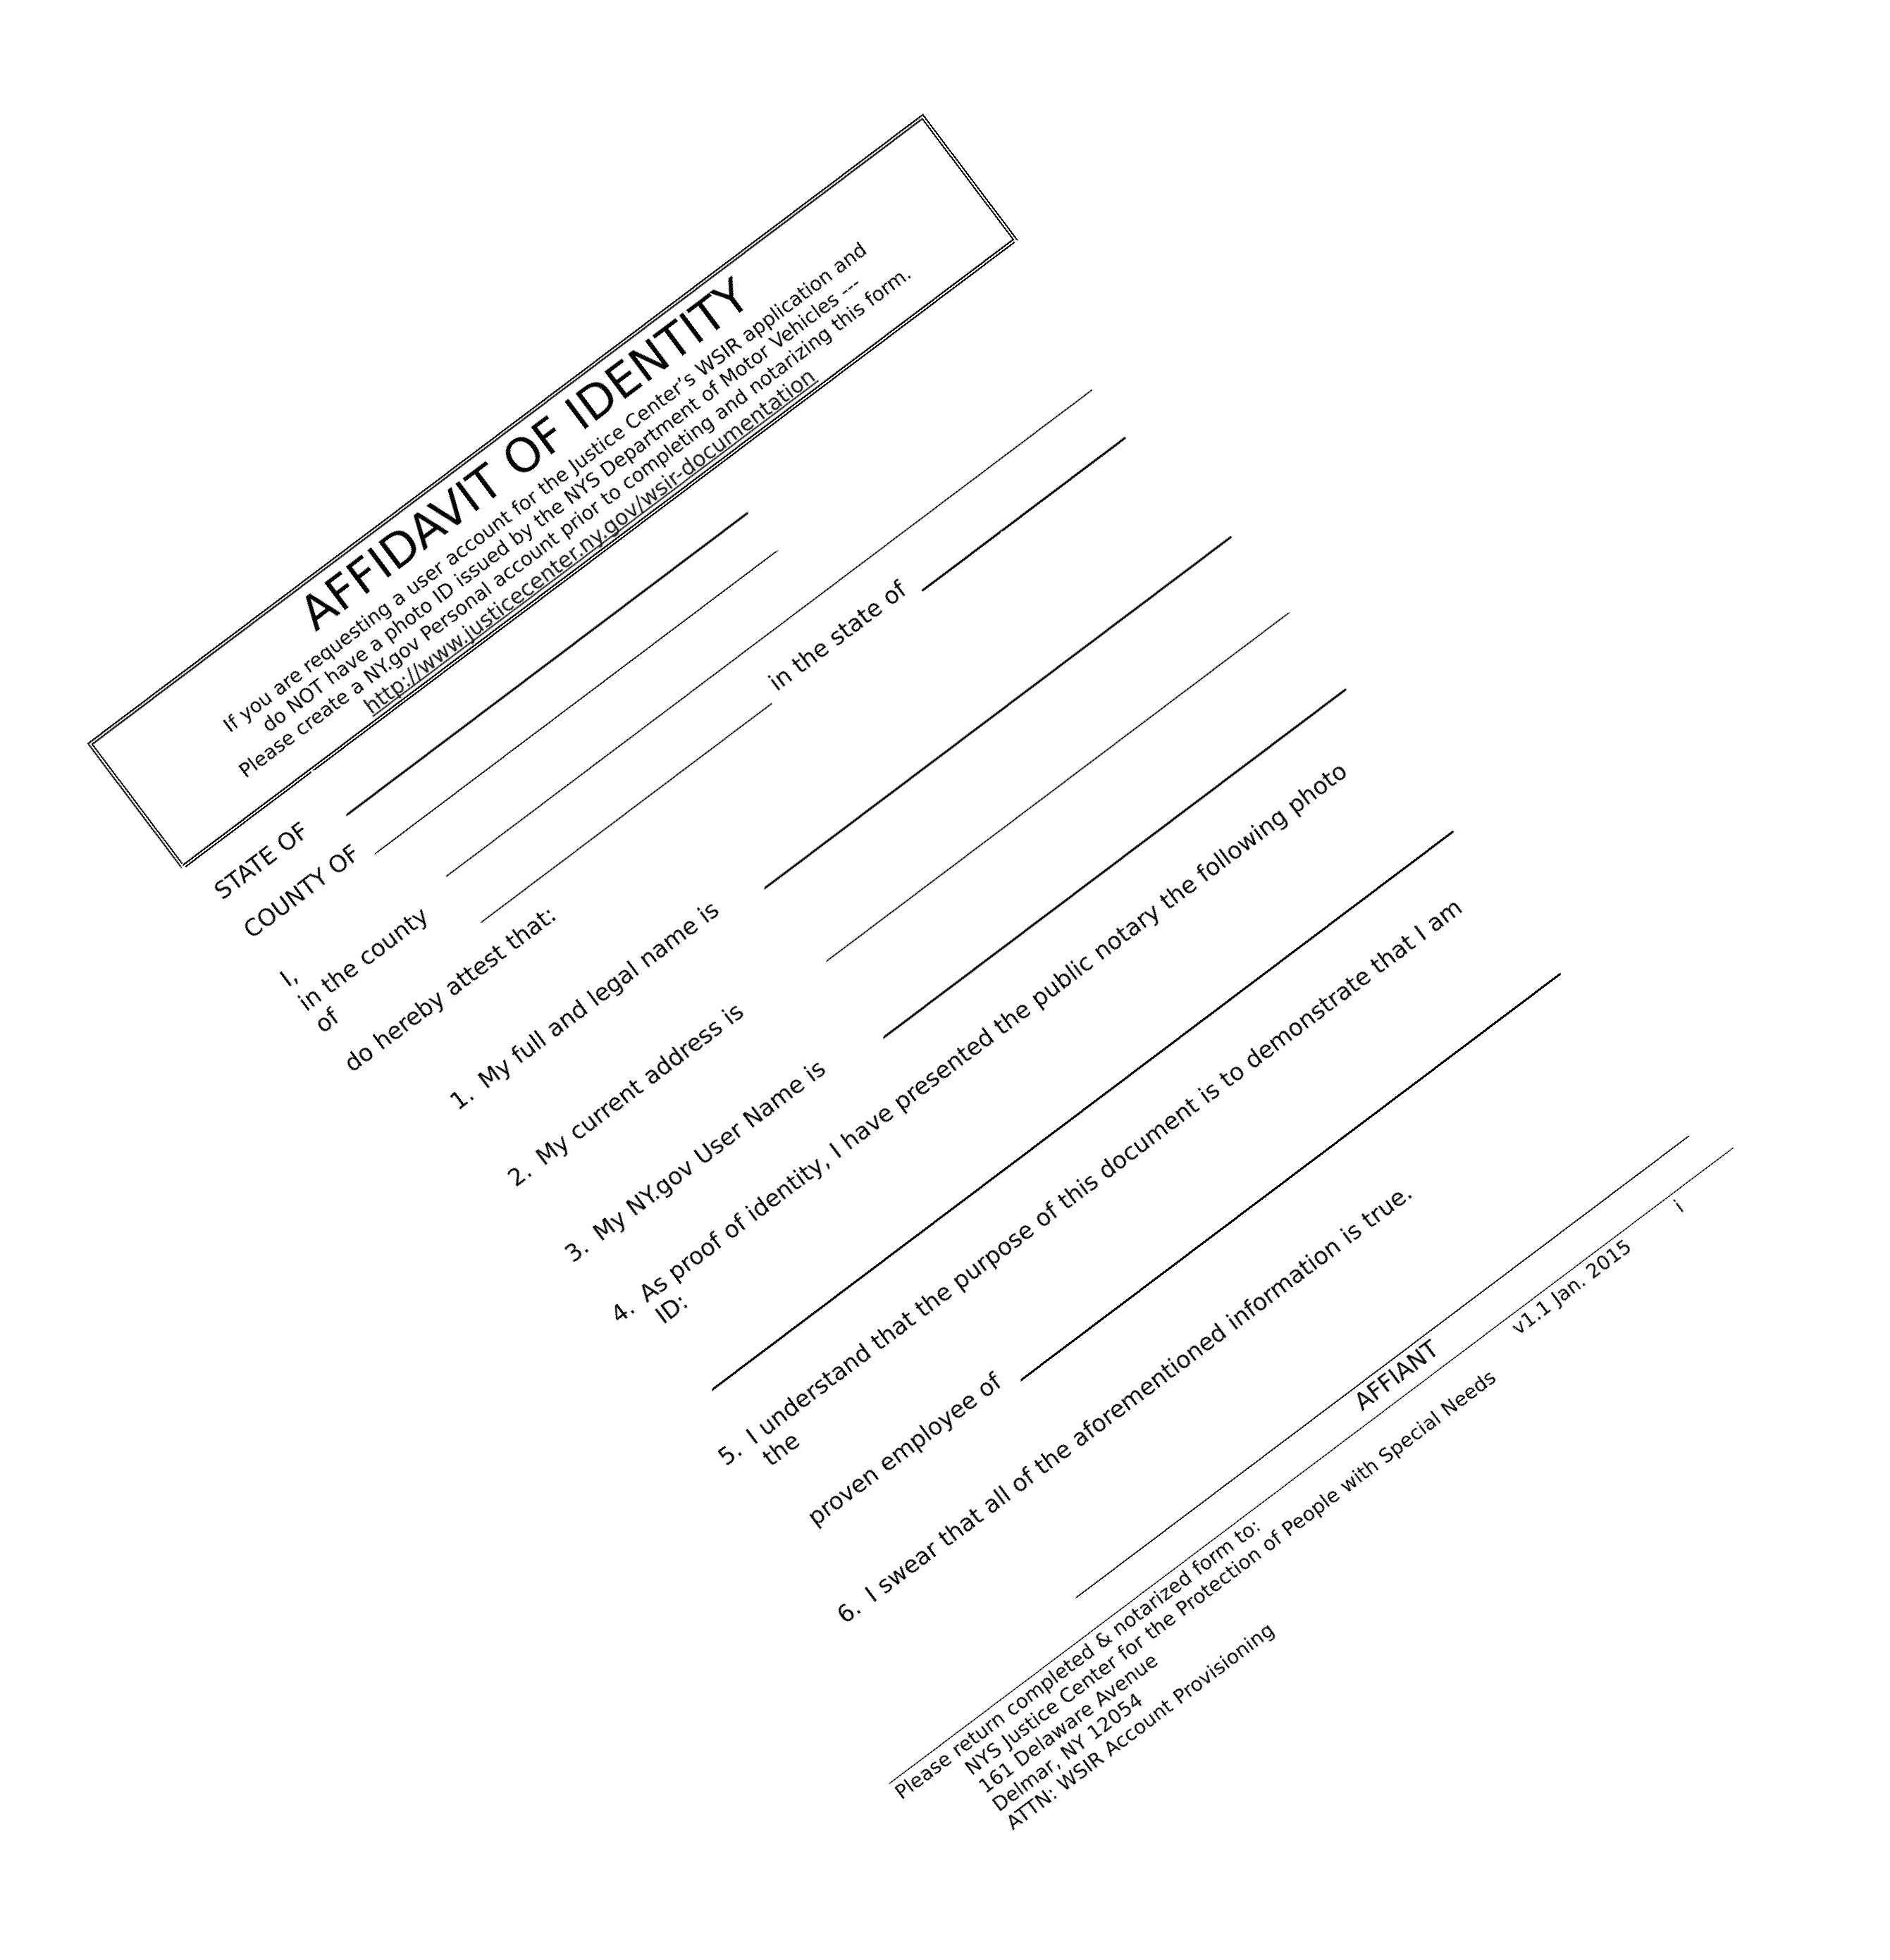 AFFIDAVIT OF IDENTITY
If you are requesting a user account for the Justice Center’s WSIR application and
do NOT have a photo ID issued by the NYS Department of Motor Vehicles ---
Please create a NY.gov Personal account prior to completing and notarizing this form.
http://www.justicecenter.ny.gov/wsir-documentation
STATE OF
COUNTY OF
I,
in the county
of
in the state of
do hereby attest that:
1. My full and legal name is
2. My current address is
3. My NY.gov User Name is
4. As proof of identity, I have presented the public notary the following photo
ID:
5. I understand that the purpose of this document is to demonstrate that I am
the
proven employee of
6. I swear that all of the aforementioned information is true.
AFFIANT
Please return completed & notarized form to:
NYS Justice Center for the Protection of People with Special Needs
161 Delaware Avenue
Delmar, NY 12054
ATTN: WSIR Account Provisioning
v1.1 Jan. 2015
i